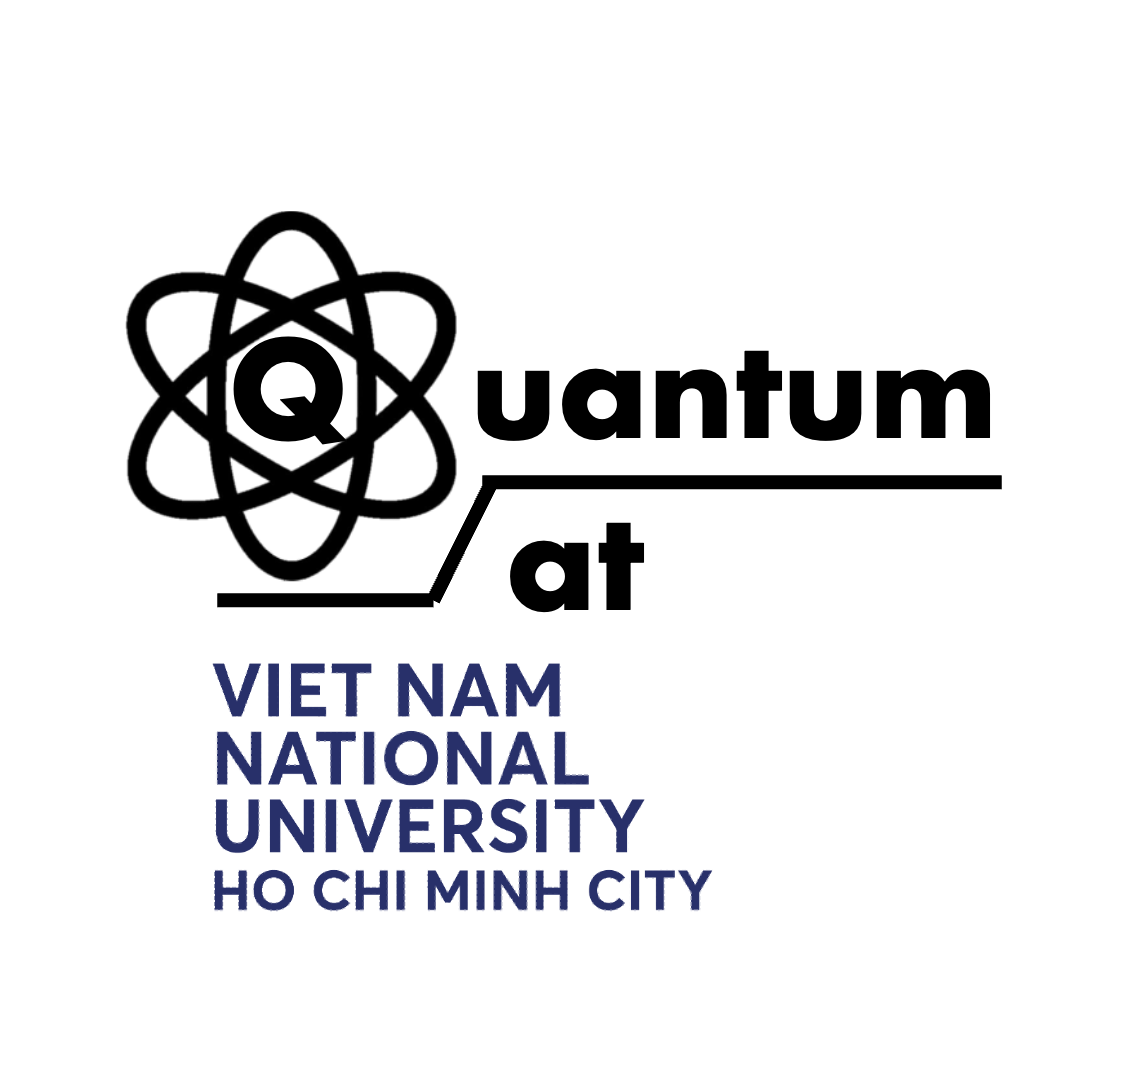 Quantum
at
VIET NAM
NATIONAL
UNIVERSITY
HO CHI MINH CITY